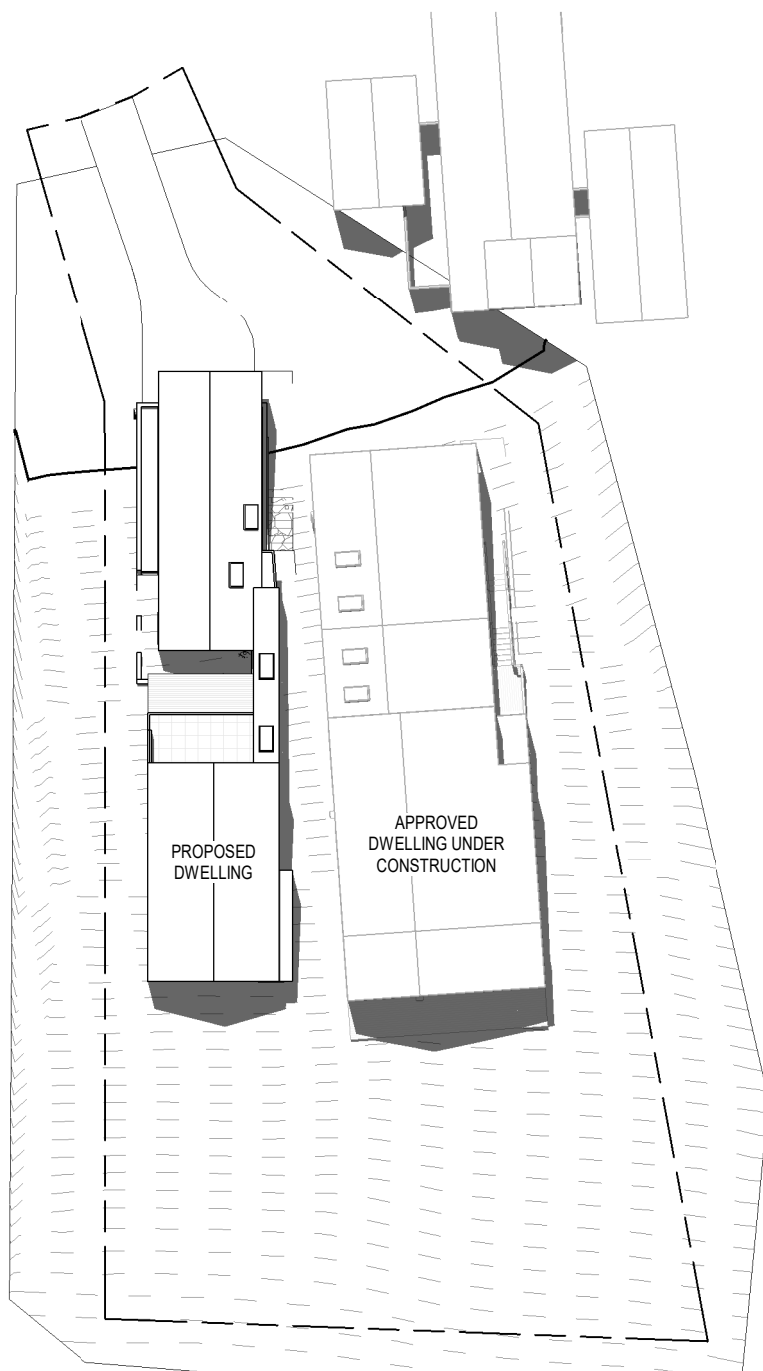 PROPOSED
DWELLING
APPROVED
DWELLING UNDER
CONSTRUCTION